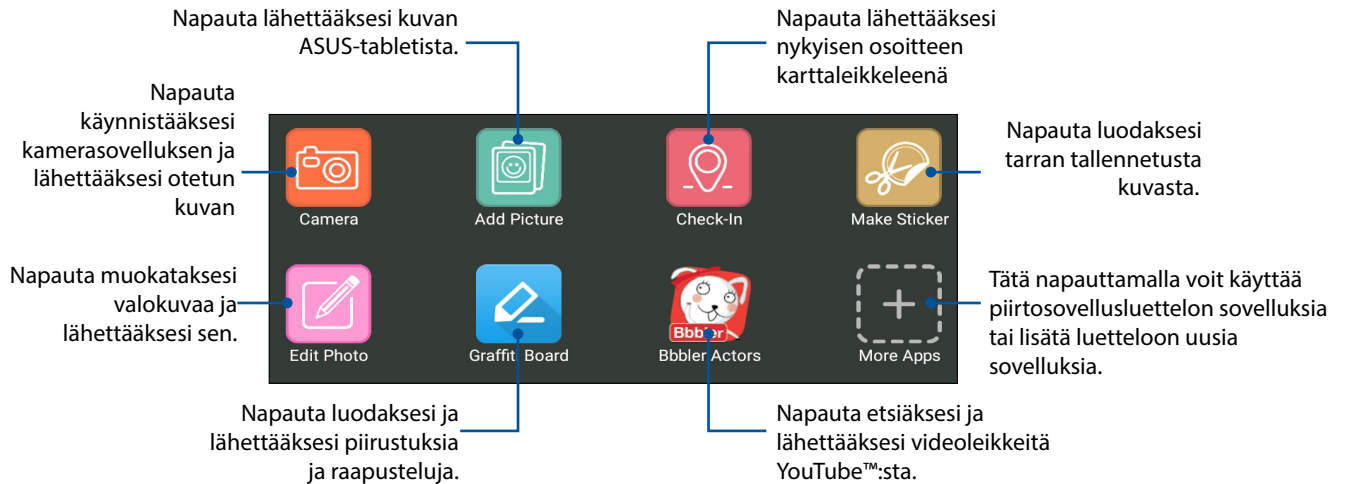 Napauta lähettääksesi kuvan
ASUS-tabletista.
Napauta lähettääksesi
nykyisen osoitteen
karttaleikkeleenä
Napauta
käynnistääksesi
kamerasovelluksen ja
lähettääksesi otetun
kuvan
Napauta luodaksesi
tarran tallennetusta
kuvasta.
Camera
Add Picture
Check-In
Make Sticker
Napauta muokataksesi
valokuvaa ja
lähettääksesi sen.
Bbbler
Edit Photo
Graffiti Board
Bbbler Actors
More Apps
Tätä napauttamalla voit käyttää
piirtosovellusluettelon sovelluksia
tai lisätä luetteloon uusia
sovelluksia.
Napauta luodaksesi ja
lähettääksesi piirustuksia
ja raapusteluja.
Napauta etsiäksesi ja
lähettääksesi videoleikkeitä
YouTube™:sta.